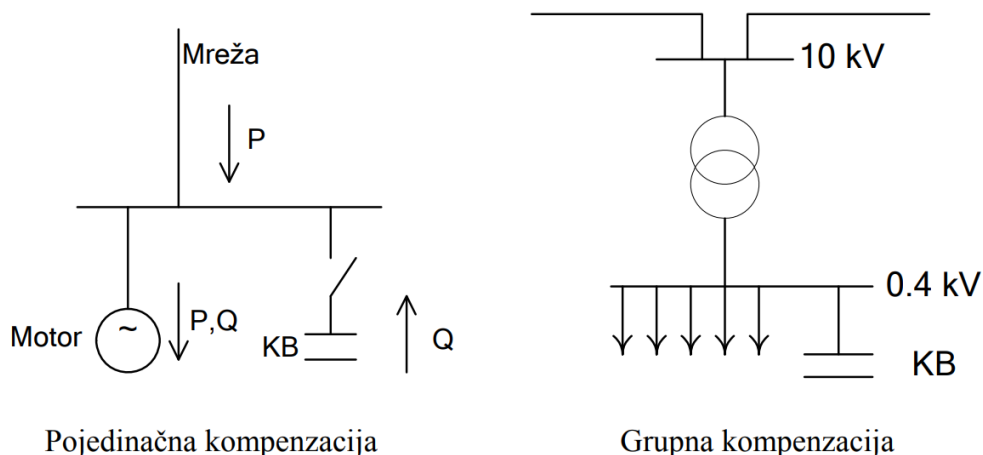 Mreža
P
Motor
~
P,Q
KB
Q
Pojedinačna kompenzacija
10 kV
0.4 kV
KB
Grupna kompenzacija